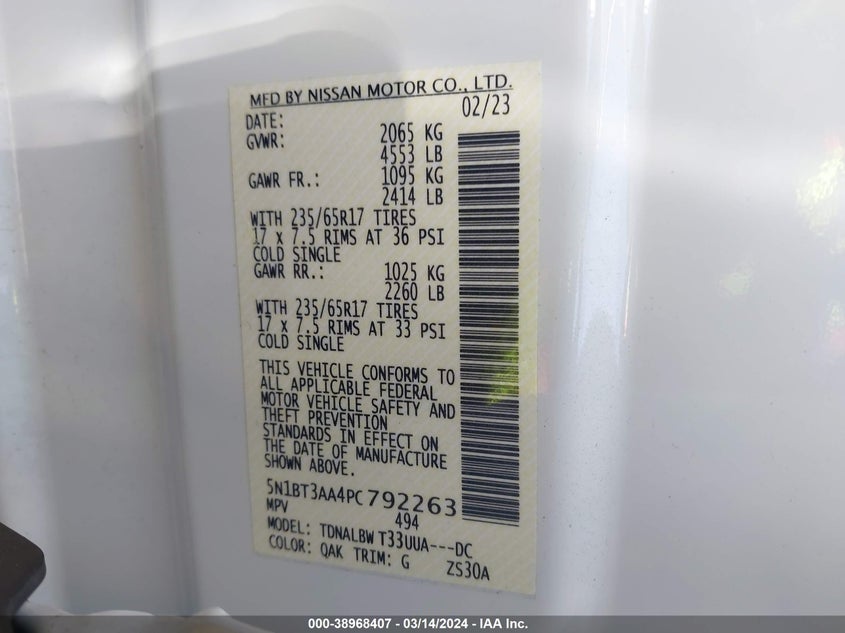 MFD BY NISSAN MOTOR CO., LTD.
DATE: 02/23
GVWR: 2065 KG
4553 LB
GAWR FR.: 1095 KG
2414 LB
WITH 235/65R17 TIRES
17 x 7.5 RIMS AT 36 PSI
COLD SINGLE
GAWR RR.: 1025 KG
2260 LB
WITH 235/65R17 TIRES
17 x 7.5 RIMS AT 33 PSI
COLD SINGLE
THIS VEHICLE CONFORMS TO
ALL APPLICABLE FEDERAL
MOTOR VEHICLE SAFETY AND
THEFT PREVENTION
STANDARDS IN EFFECT ON
THE DATE OF MANUFACTURE
SHOWN ABOVE.
5N1BT3AA4PC792263
MPV 494
MODEL: TDNALBW T33UUA---DC
COLOR: QAK TRIM: G ZS30A
000-38968407 - 03/14/2024 - IAA Inc.